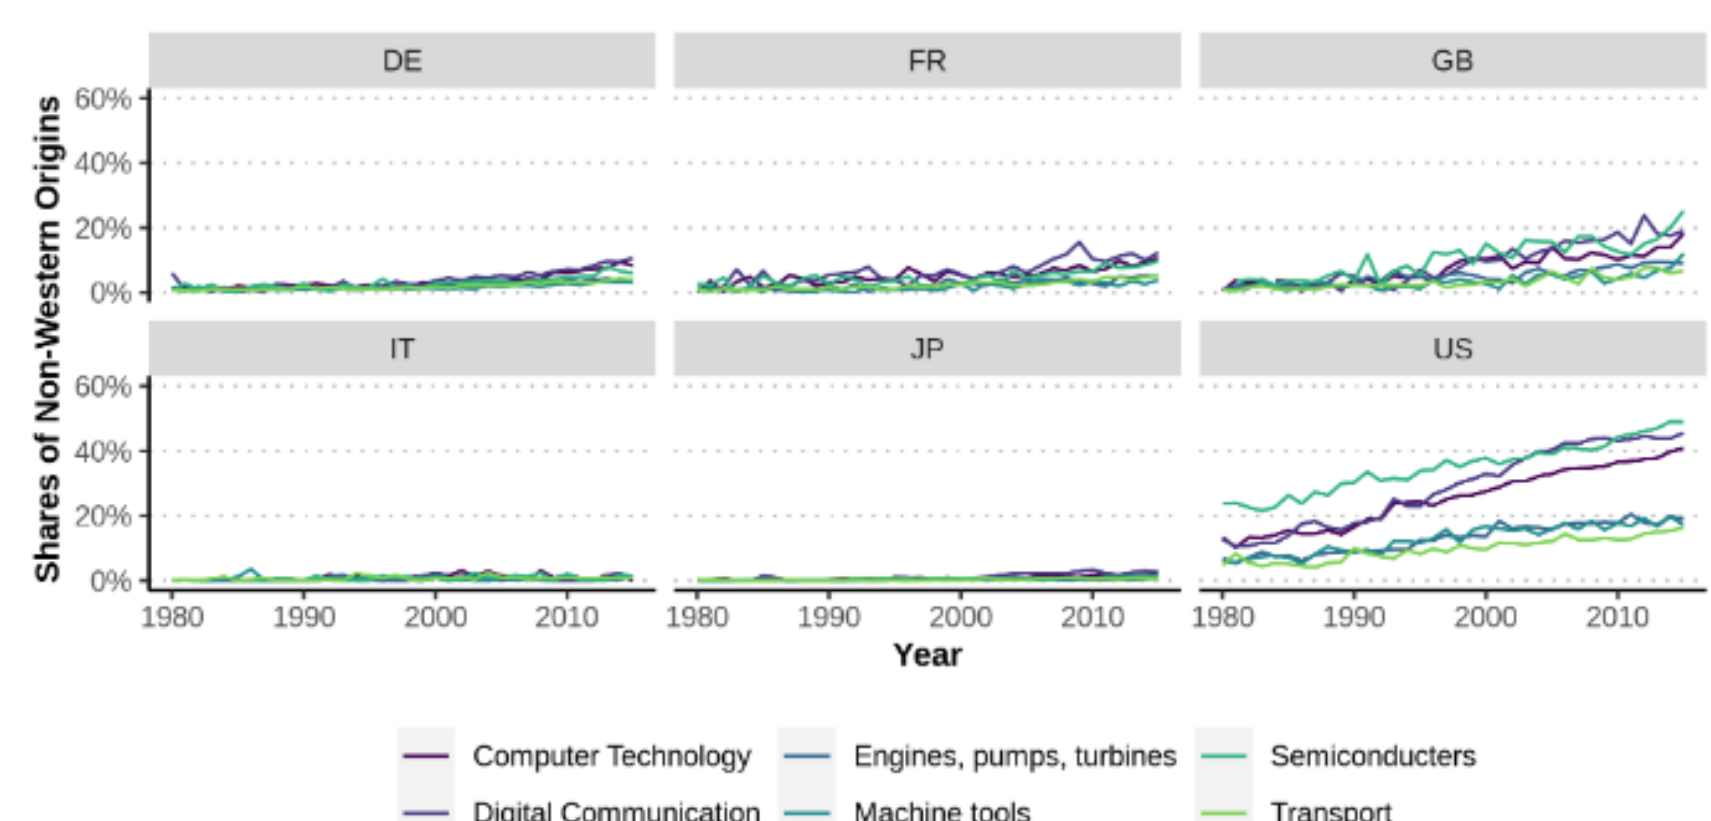 DE FR GB
Shares of Non-Western Origins
60%
40%
20%
0%
IT JP US
60%
40%
20%
0%
1980 1990 2000 2010 1980 1990 2000 2010 1980 1990 2000 2010
Year
Computer Technology Engines, pumps, turbines Semiconducters
Digital Communication Machine tools Transport